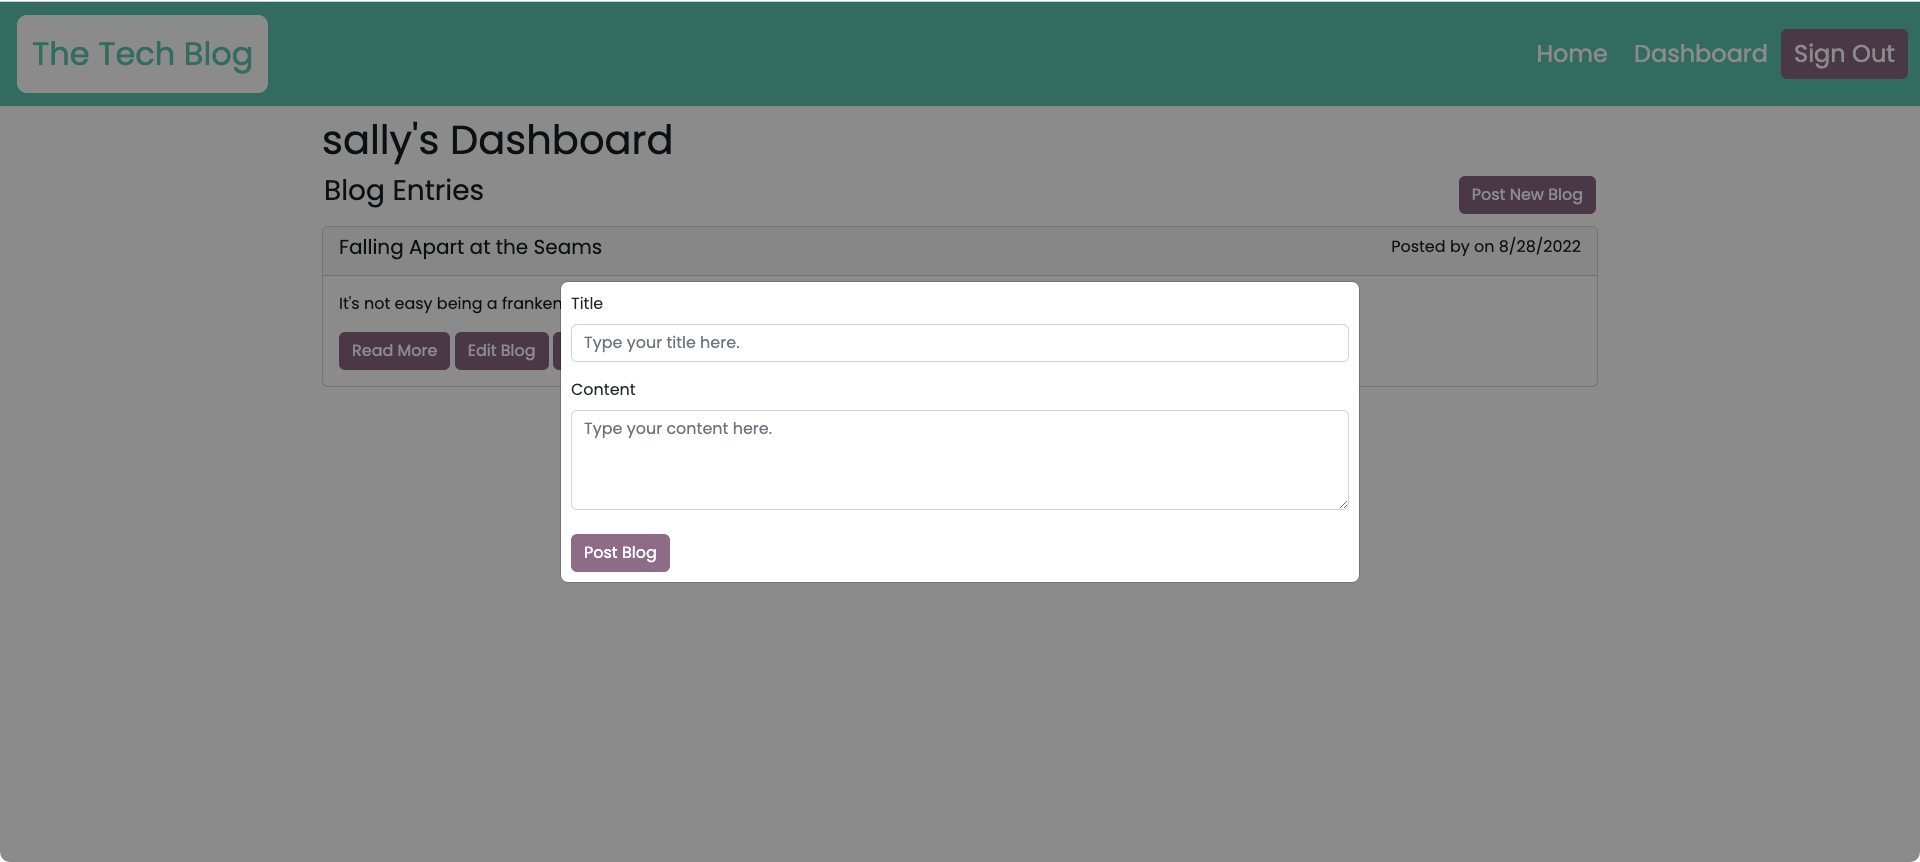 The Tech Blog
Home Dashboard Sign Out
sally's Dashboard
Blog Entries
Post New Blog
Falling Apart at the Seams
Posted by on 8/28/2022
It's not easy being a franken
Read More Edit Blog
Title
Type your title here.
Content
Type your content here.
Post Blog